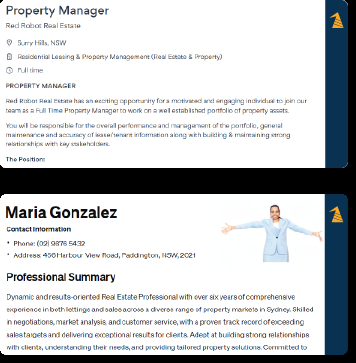 Property Manager
Red Robot Real Estate
Surry Hills, NSW
Residential Leasing & Property Management (Real Estate & Property)
Full time
PROPERTY MANAGER
Red Robot Real Estate has an exciting opportunity for a motivated and engaging individual to join our
team as a Full Time Property Manager to work on a well established portfolio of property assets.
You will be responsible for the overall performance and management of the portfolio, general
maintenance and accuracy of lease/tenant information along with building & maintaining strong
relationships with key stakeholders.
The Position:
Maria Gonzalez
Contact Information
• Phone: (02) 9876 5432
• Address: 456 Harbour View Road, Paddington, NSW, 2021
Professional Summary
Dynamic and results-oriented Real Estate Professional with over six years of comprehensive
experience in both lettings and sales across a diverse range of property markets in Sydney. Skilled
in negotiations, market analysis, and customer service, with a proven track record of exceeding
sales targets and delivering exceptional results for clients. Adept at building strong relationships
with clients, understanding their needs, and providing tailored property solutions. Committed to